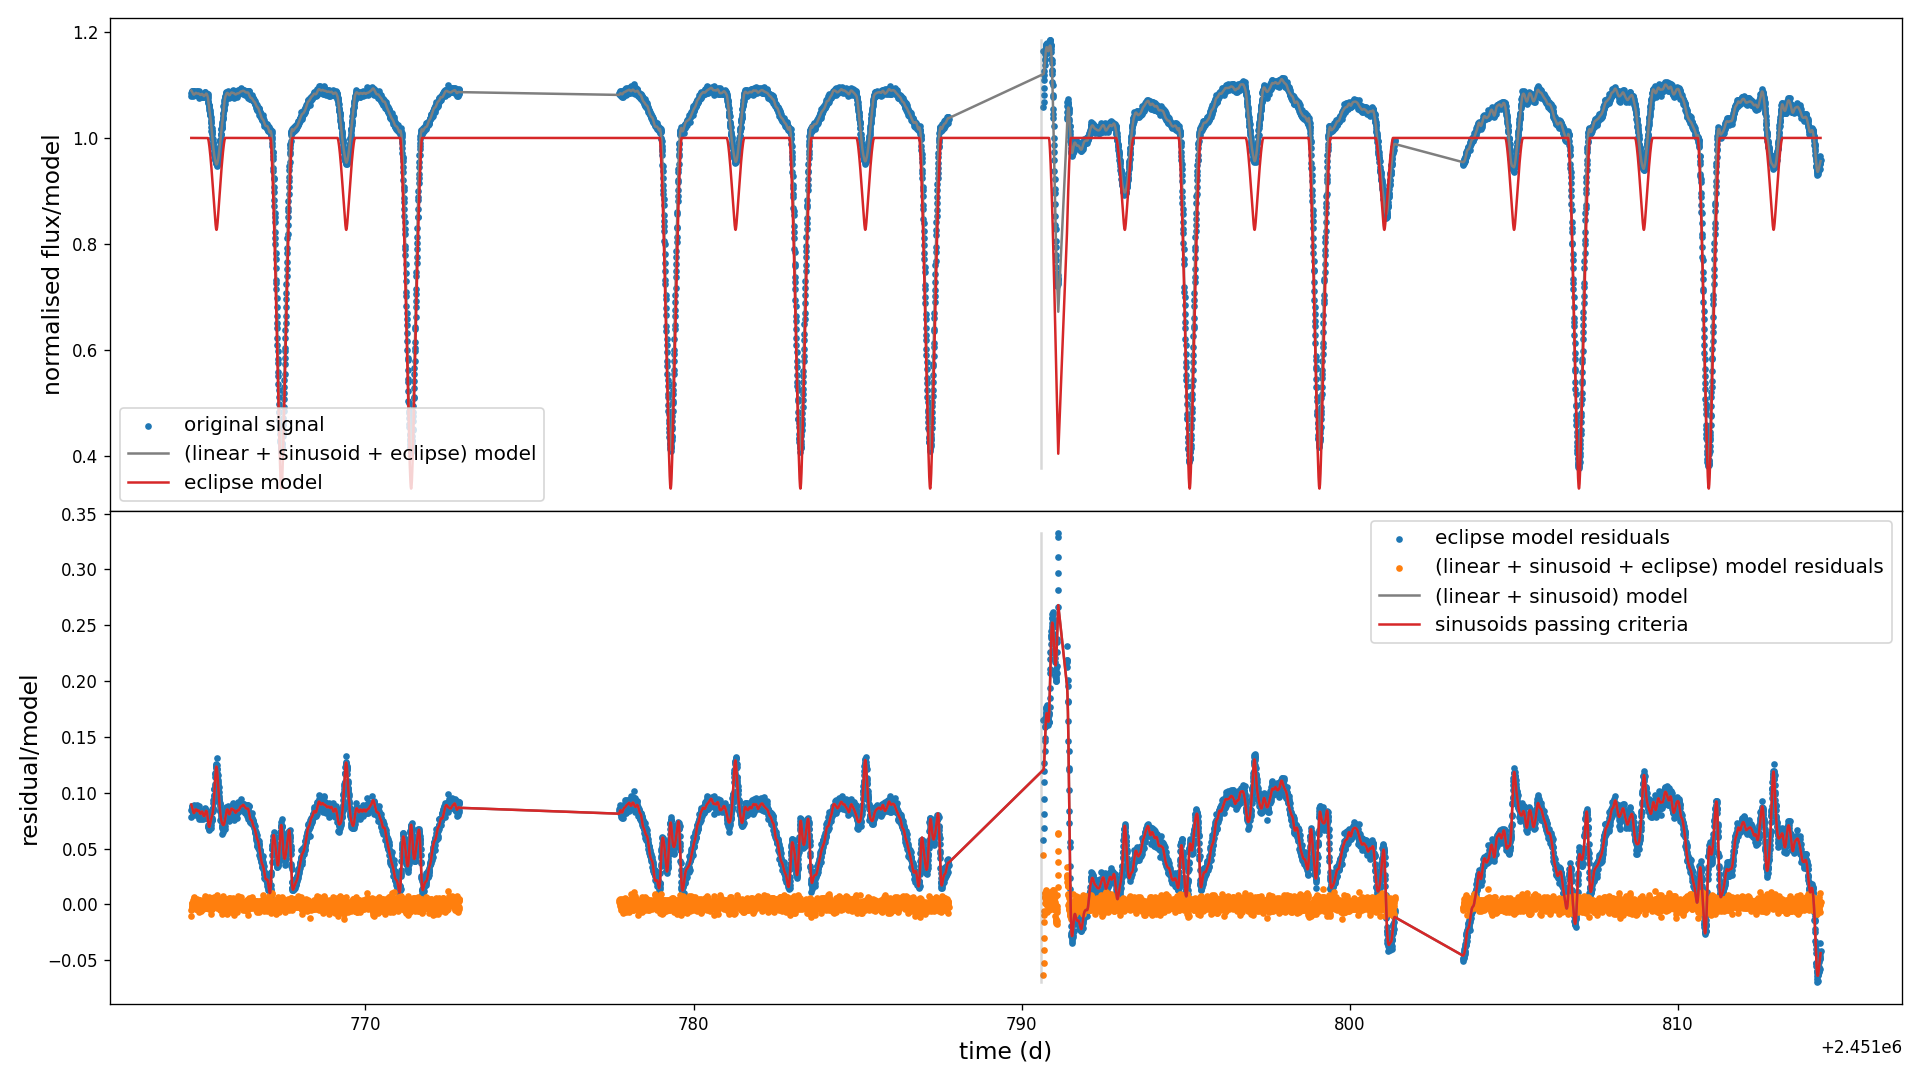 1.2
1.0
0.8
0.6
0.4
normalised flux/model
original signal
(linear + sinusoid + eclipse) model
eclipse model
0.35
0.30
0.25
0.20
0.15
0.10
0.05
0.00
−0.05
residual/model
eclipse model residuals
(linear + sinusoid + eclipse) model residuals
(linear + sinusoid) model
sinusoids passing criteria
770
780
790
800
810
+2.451e6
time (d)